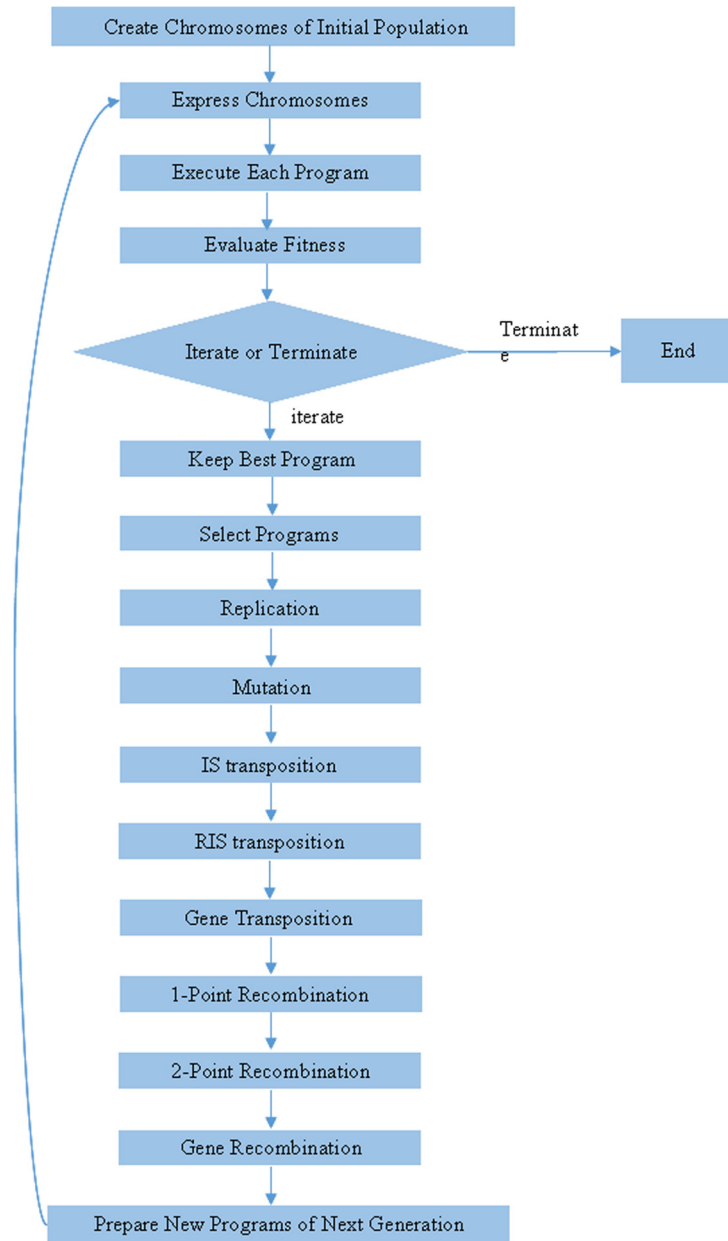 Create Chromosomes of Initial Population
Express Chromosomes
Execute Each Program
Evaluate Fitness
Iterate or Terminate
Terminat
e
End
iterate
Keep Best Program
Select Programs
Replication
Mutation
IS transposition
RIS transposition
Gene Transposition
1-Point Recombination
2-Point Recombination
Gene Recombination
Prepare New Programs of Next Generation